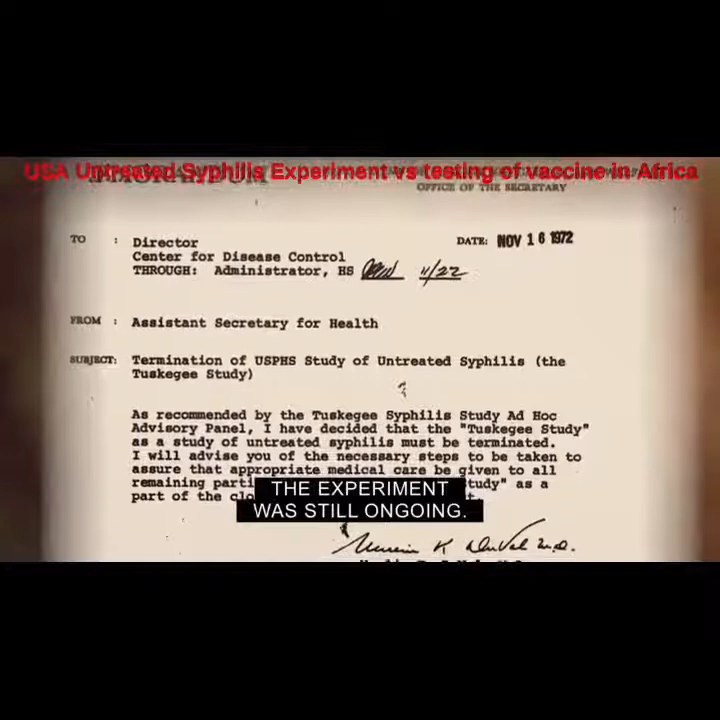 USA Untreated Syphilis Experiment vs testing of vaccine in Africa
MEMORANDUM
OFFICE OF THE SECRETARY
TO : Director
Center for Disease Control
THROUGH: Administrator, HS 11/22
DATE: NOV 16 1972
FROM : Assistant Secretary for Health
SUBJECT: Termination of USPHS Study of Untreated Syphilis (the
Tuskegee Study)
As recommended by the Tuskegee Syphilis Study Ad Hoc
Advisory Panel, I have decided that the "Tuskegee Study"
as a study of untreated syphilis must be terminated.
I will advise you of the necessary steps to be taken to
assure that appropriate medical care be given to all
remaining tudy" as a
part of the
THE EXPERIMENT
WAS STILL ONGOING.